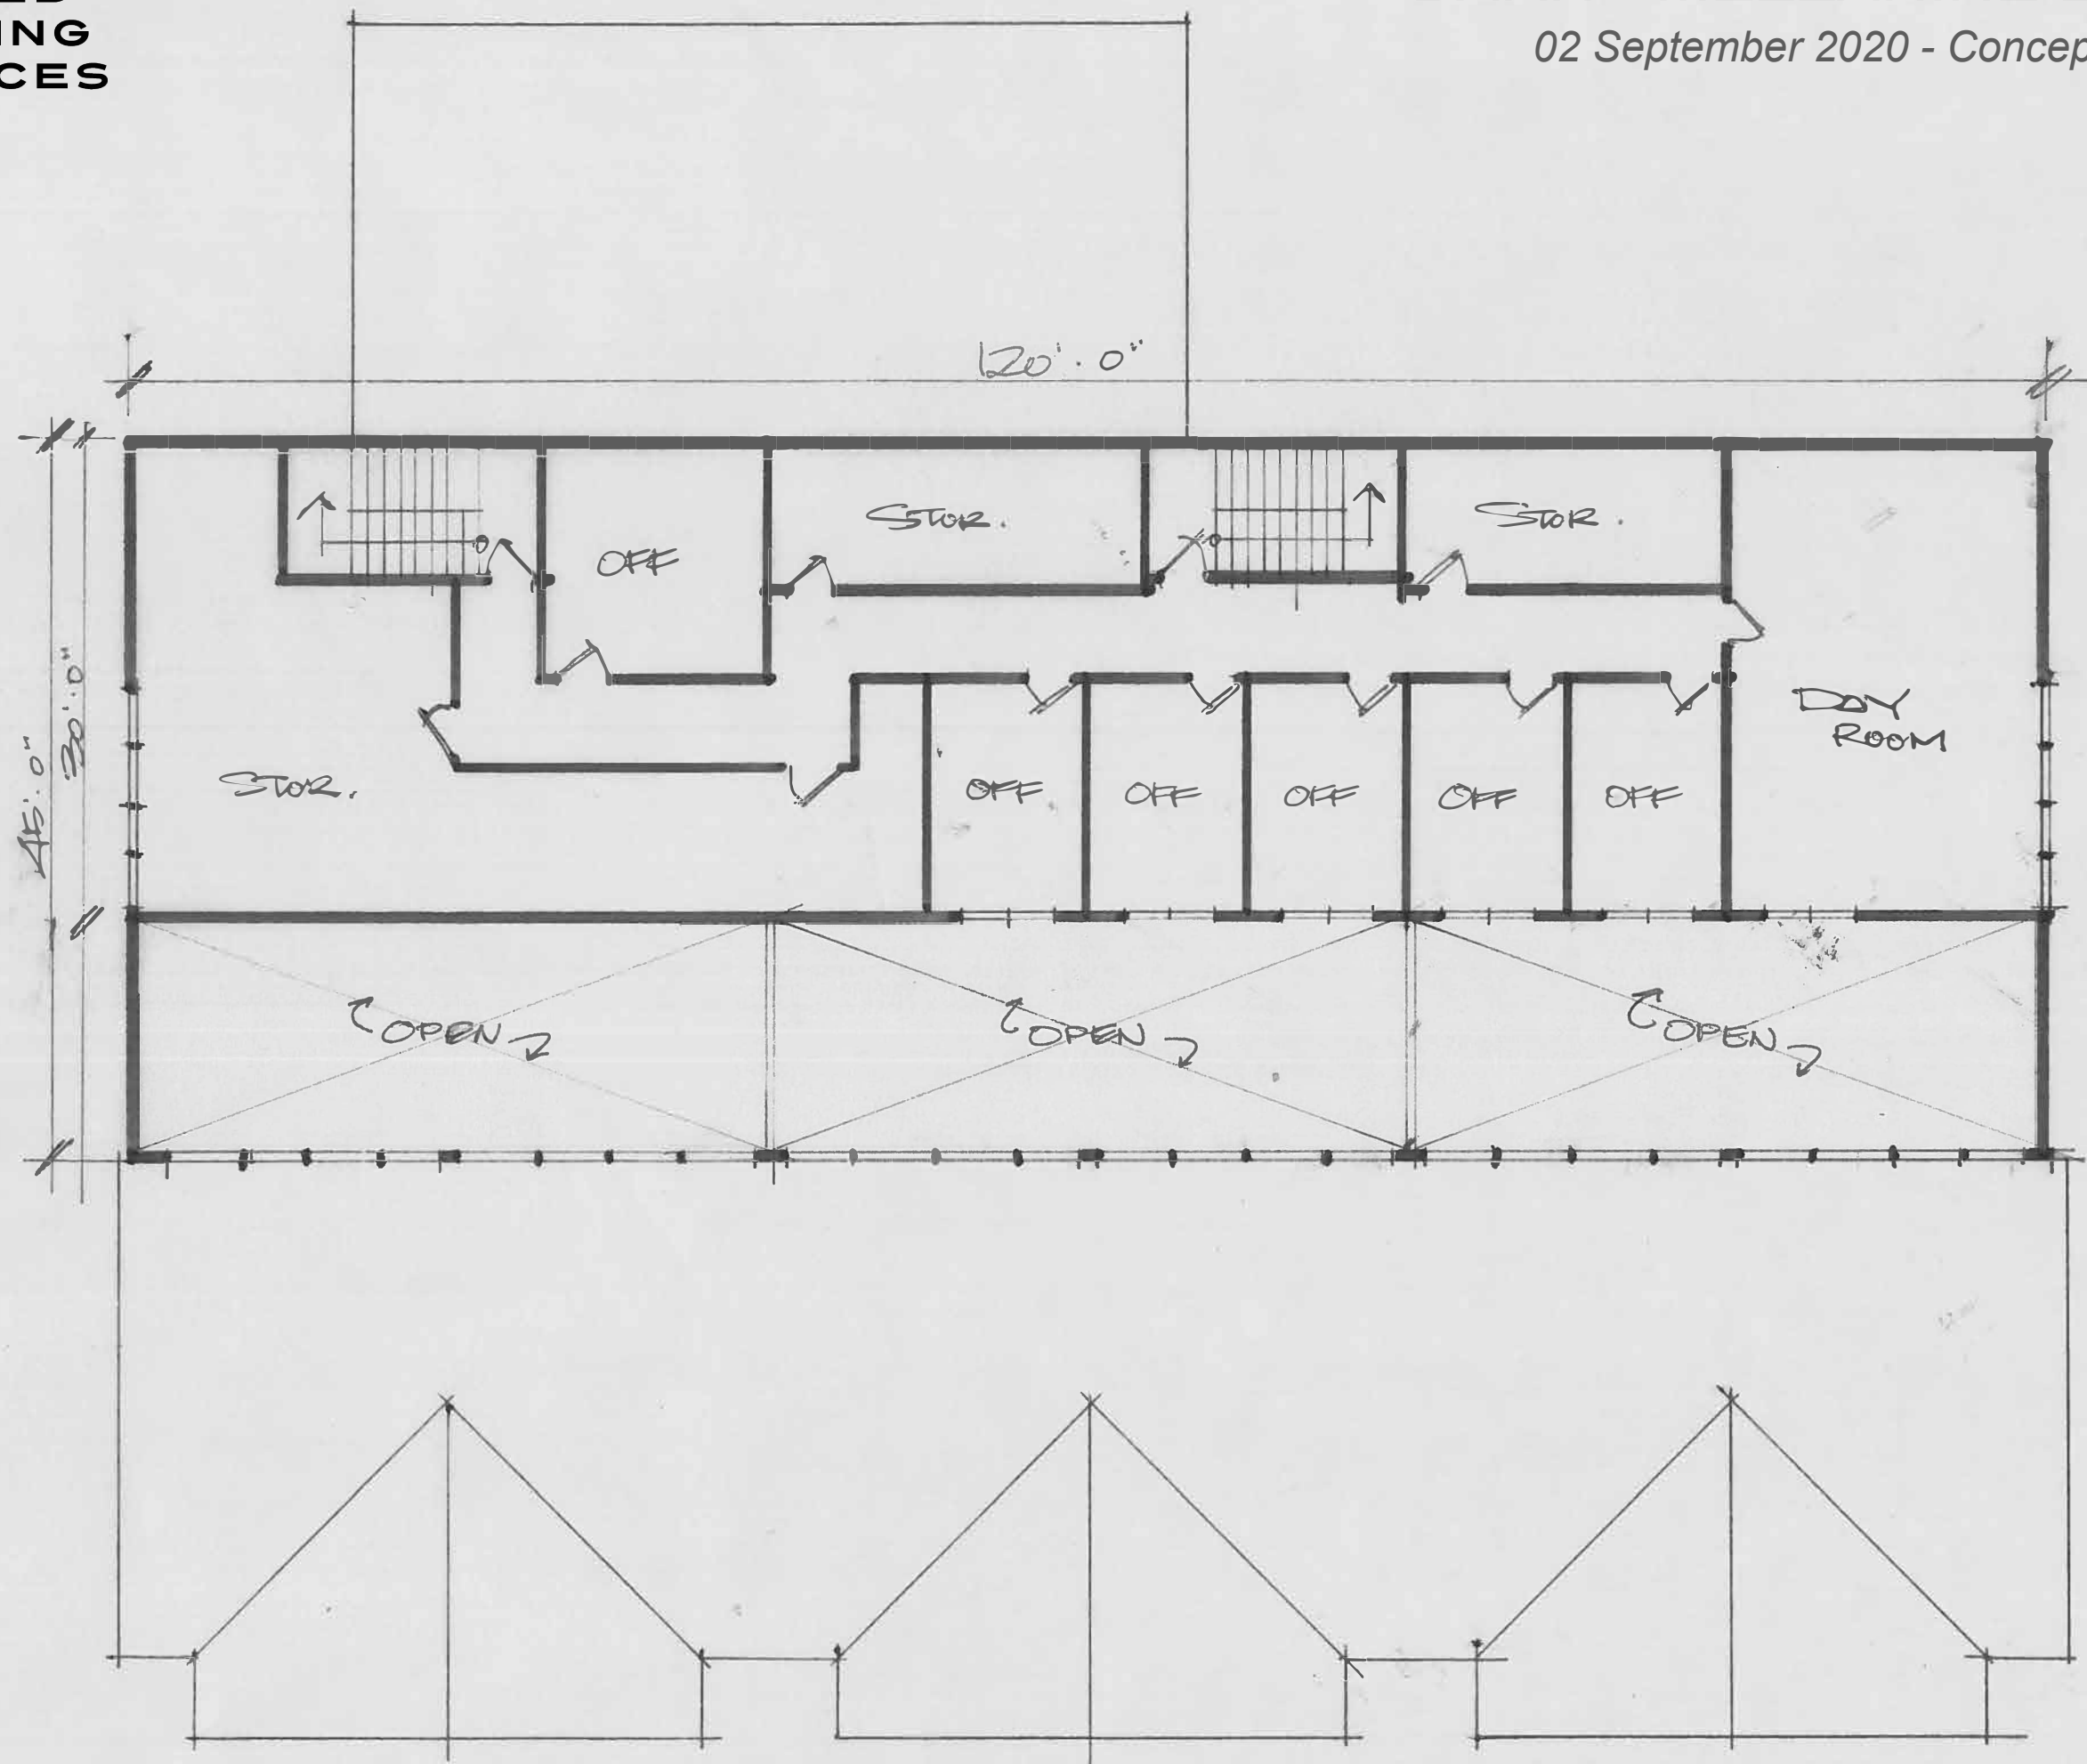 ING
CES
02 September 2020 - Concep
120'.0"
STOR.
STOR.
OFF
30'.0"
DAY
ROOM
45'.0"
STOR.
OFF
OFF
OFF
OFF
OFF
OPEN
OPEN
OPEN